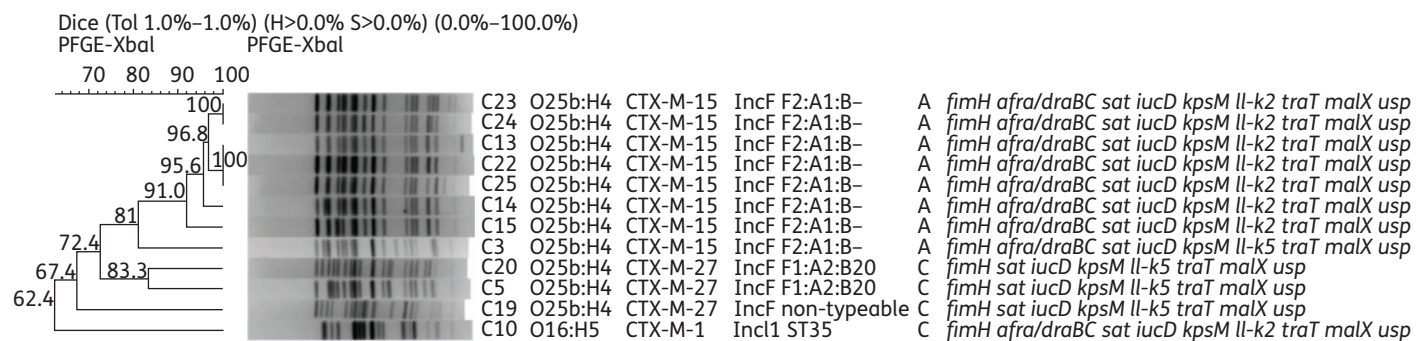 Dice (Tol 1.0%–1.0%) (H>0.0% S>0.0%) (0.0%–100.0%)
PFGE-XbaI PFGE-XbaI
70 80 90 100
100
C23 O25b:H4 CTX-M-15 IncF F2:A1:B– A fimH afra/draBC sat iucD kpsM ll-k2 traT malX usp
C24 O25b:H4 CTX-M-15 IncF F2:A1:B– A fimH afra/draBC sat iucD kpsM ll-k2 traT malX usp
96.8
C13 O25b:H4 CTX-M-15 IncF F2:A1:B– A fimH afra/draBC sat iucD kpsM ll-k2 traT malX usp
100
C22 O25b:H4 CTX-M-15 IncF F2:A1:B– A fimH afra/draBC sat iucD kpsM ll-k2 traT malX usp
95.6
C25 O25b:H4 CTX-M-15 IncF F2:A1:B– A fimH afra/draBC sat iucD kpsM ll-k2 traT malX usp
91.0
C14 O25b:H4 CTX-M-15 IncF F2:A1:B– A fimH afra/draBC sat iucD kpsM ll-k2 traT malX usp
81
C15 O25b:H4 CTX-M-15 IncF F2:A1:B– A fimH afra/draBC sat iucD kpsM ll-k2 traT malX usp
72.4
C3 O25b:H4 CTX-M-15 IncF F2:A1:B– A fimH afra/draBC sat iucD kpsM ll-k5 traT malX usp
67.4 83.3
C20 O25b:H4 CTX-M-27 IncF F1:A2:B20 C fimH sat iucD kpsM ll-k5 traT malX usp
C5 O25b:H4 CTX-M-27 IncF F1:A2:B20 C fimH sat iucD kpsM ll-k5 traT malX usp
62.4
C19 O25b:H4 CTX-M-27 IncF non-typeable C fimH sat iucD kpsM ll-k5 traT malX usp
C10 O16:H5 CTX-M-1 Incl1 ST35 C fimH afra/draBC sat iucD kpsM ll-k2 traT malX usp